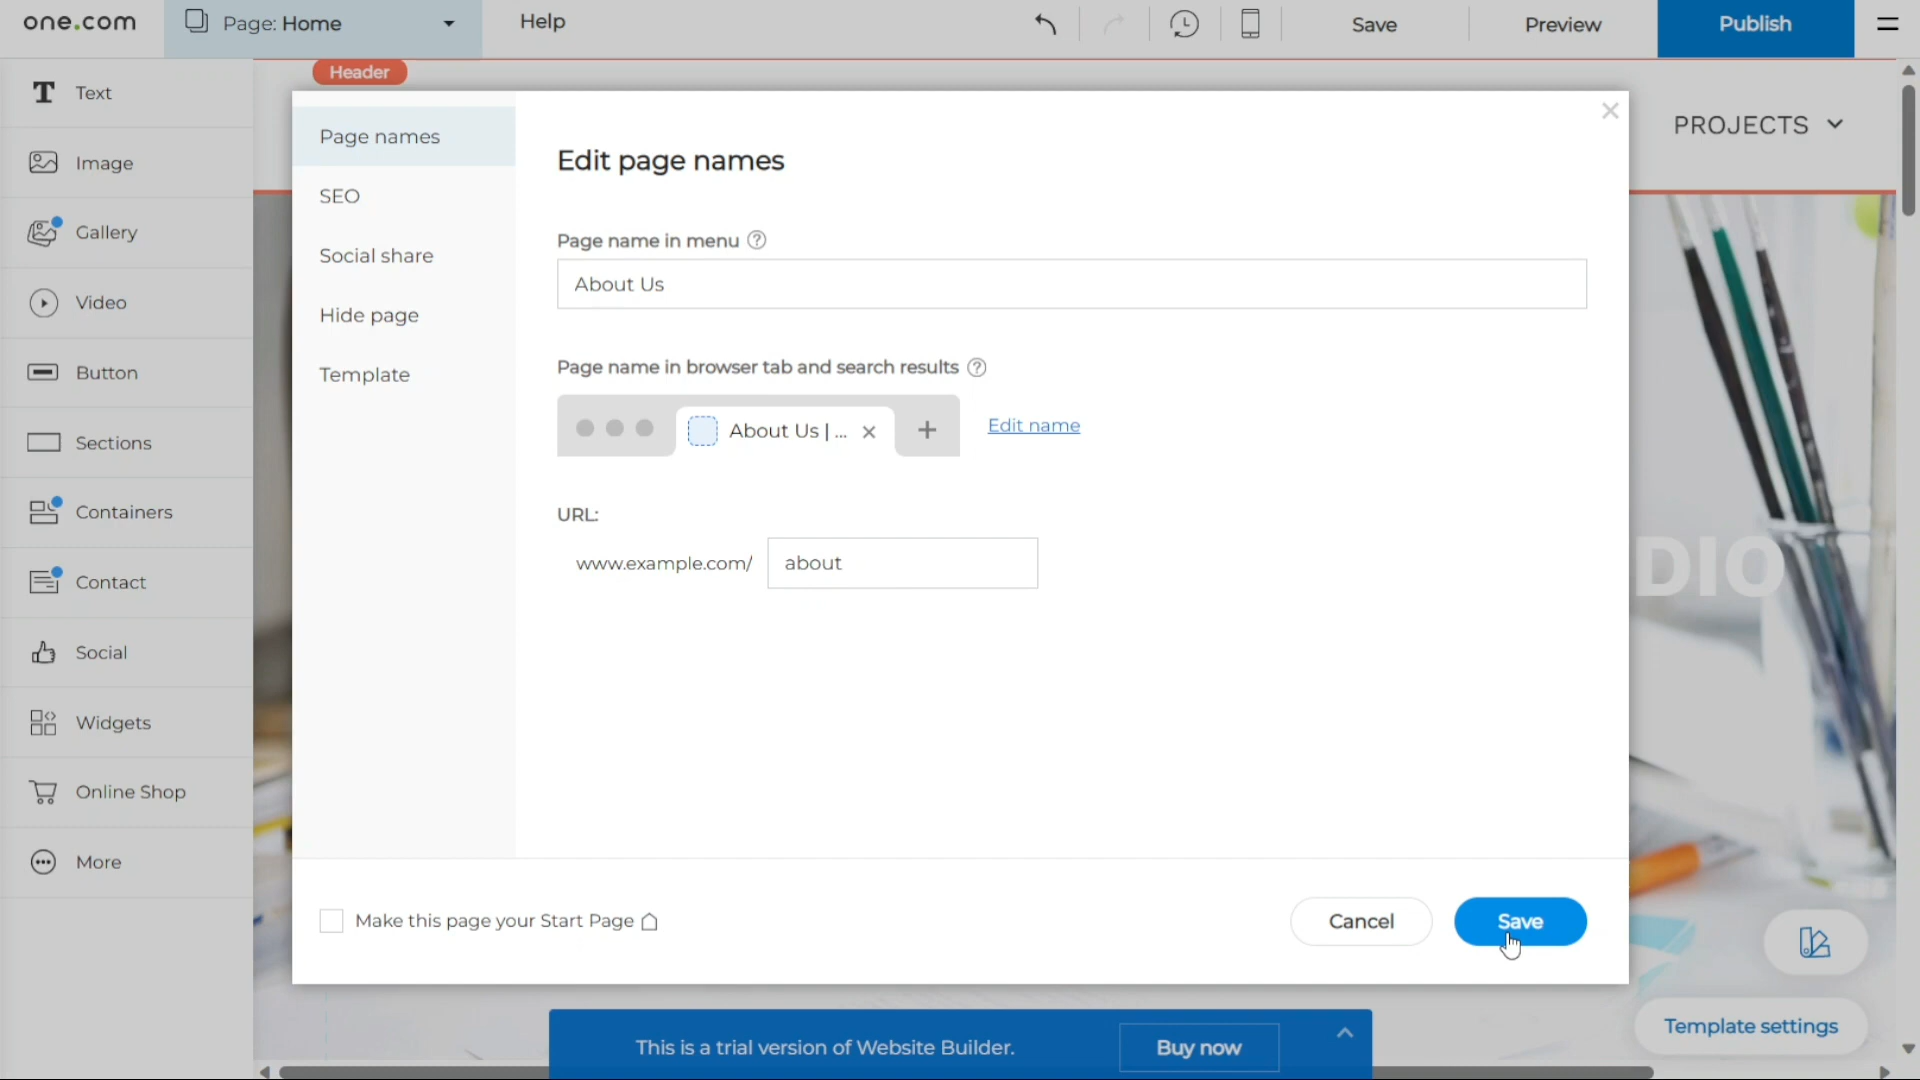 one.com
Page: Home
Help
Save
Preview
Publish
Header
Text
Image
Gallery
Video
Button
Sections
Containers
Contact
Social
Widgets
Online Shop
More
PROJECTS
Page names
SEO
Social share
Hide page
Template
Edit page names
Page name in menu ?
About Us
Page name in browser tab and search results ?
About Us | ...
Edit name
URL:
www.example.com/ about
Make this page your Start Page
Cancel
Save
DIO
Template settings
This is a trial version of Website Builder.
Buy now